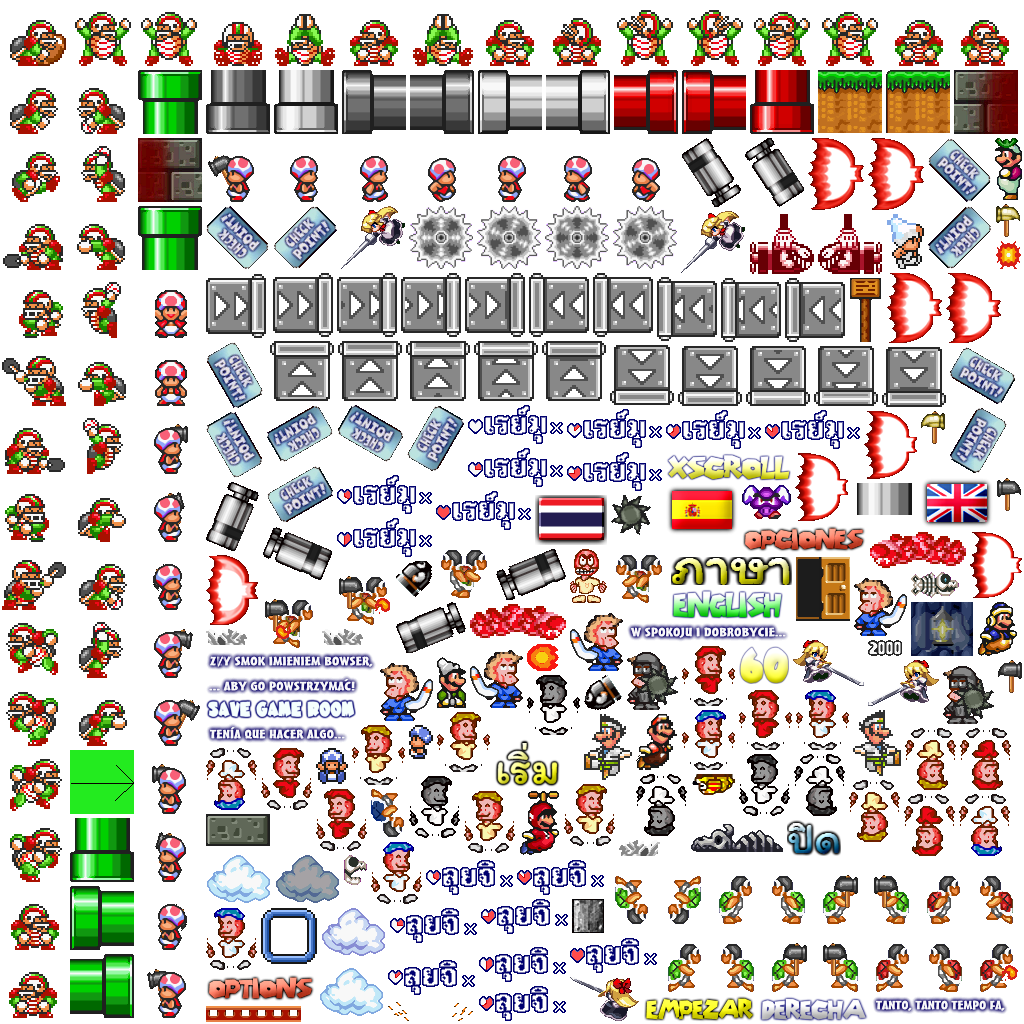 CHECK POINT!
CHECK POINT!
CHECK POINT!
CHECK POINT!
CHECK POINT!
CHECK POINT!
CHECK POINT!
CHECK POINT!
CHECK POINT!
CHECK POINT!
CHECK POINT!
เรย์มุ×
เรย์มุ×
เรย์มุ×
เรย์มุ×
เรย์มุ×
เรย์มุ×
XSCROLL
CHECK POINT!
เรย์มุ×
เรย์มุ×
เรย์มุ×
OPCIONES
ภาษา
ENGLISH
W SPOKOJU I DOBROBYCIE...
2000
Z/Y SMOK IMIENIEM BOWSER,
60
... ABY GO POWSTRZYMAĆ!
SAVE GAME ROOM
TENÍA QUE HACER ALGO...
เริ่ม
ปิด
ลุยจิ×
ลุยจิ×
ลุยจิ×
ลุยจิ×
ลุยจิ×
ลุยจิ×
ลุยจิ×
ลุยจิ×
OPTIONS
EMPEZAR
DERECHA
TANTO, TANTO TEMPO FA,